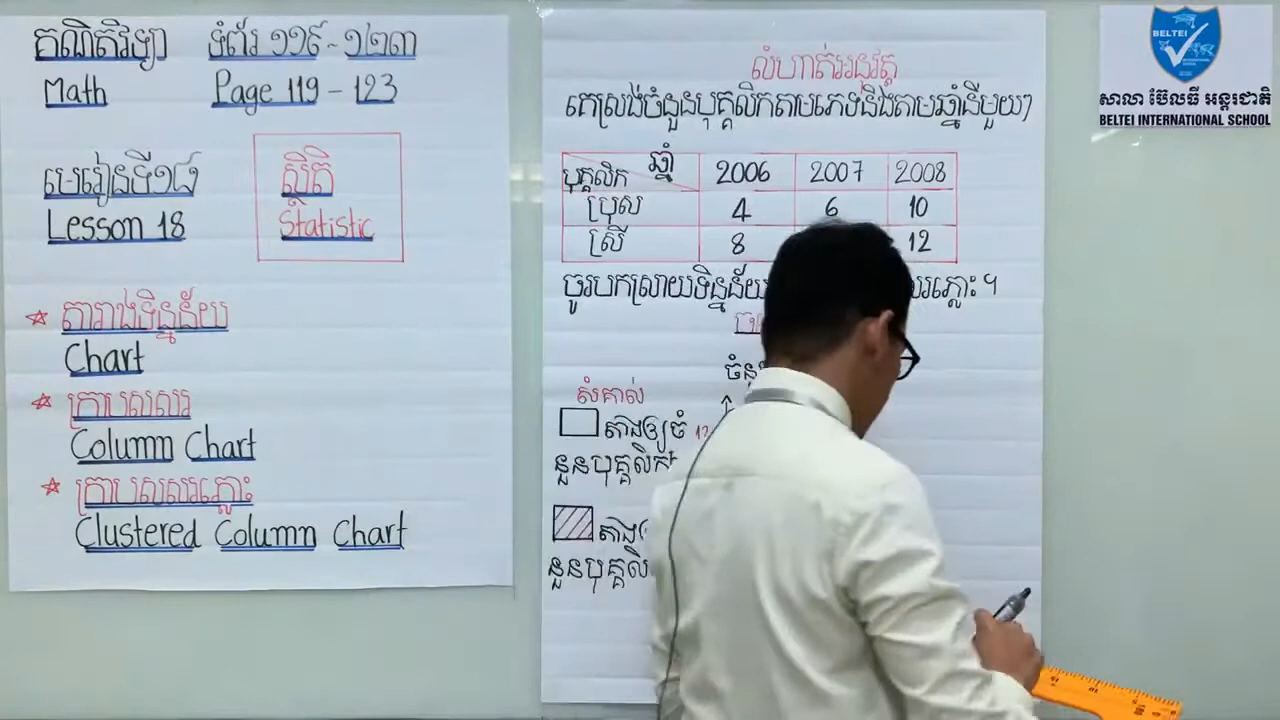 គណិតវិទ្យា ទំព័រ ១១៩ - ១២៣
Math Page 119 - 123
មេរៀនទី១៨
Lesson 18
ស្ថិតិ
Statistic
តារាងទិន្នន័យ
Chart
ក្រាបសសរ
Column Chart
ក្រាបសសរភ្លោះ
Clustered Column Chart
លំហាត់អនុវត្ត
គេស្រង់ចំនួនបុគ្គលិកតាមភេទនិងតាមឆ្នាំនីមួយៗ
បុគ្គលិក ឆ្នាំ 2006 2007 2008
ប្រុស 4 6 10
ស្រី 8 12
ចូរបកស្រាយទិន្នន័យ ភ្លោះ ។
សំគាល់
តាងឲ្យចំ
នួនបុគ្គលិក
12
BELTEI
សាលា ប៊ែលធី អន្តរជាតិ
BELTEI INTERNATIONAL SCHOOL